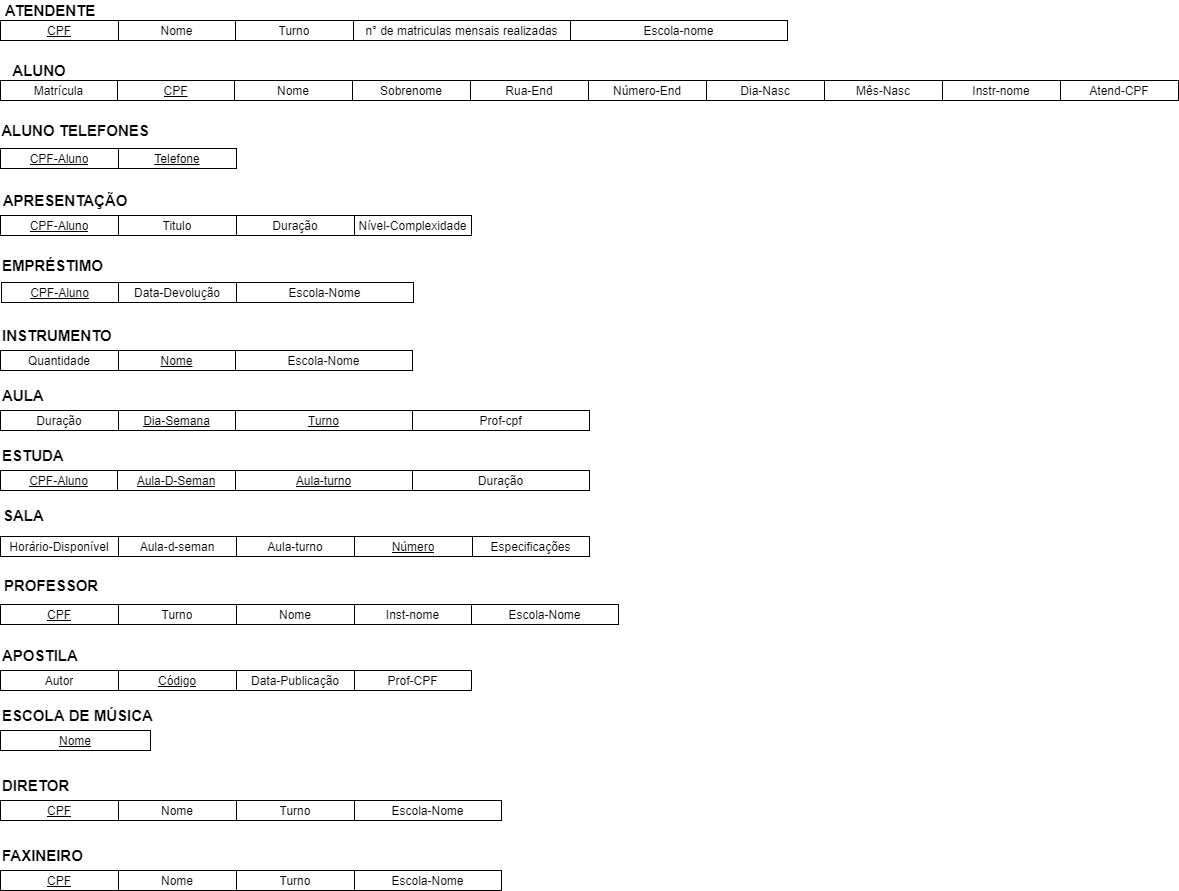 ATENDENTE
CPF Nome Turno n° de matriculas mensais realizadas Escola-nome
ALUNO
Matrícula CPF Nome Sobrenome Rua-End Número-End Dia-Nasc Mês-Nasc Instr-nome Atend-CPF
ALUNO TELEFONES
CPF-Aluno Telefone
APRESENTAÇÃO
CPF-Aluno Titulo Duração Nível-Complexidade
EMPRÉSTIMO
CPF-Aluno Data-Devolução Escola-Nome
INSTRUMENTO
Quantidade Nome Escola-Nome
AULA
Duração Dia-Semana Turno Prof-cpf
ESTUDA
CPF-Aluno Aula-D-Seman Aula-turno Duração
SALA
Horário-Disponível Aula-d-seman Aula-turno Número Especificações
PROFESSOR
CPF Turno Nome Inst-nome Escola-Nome
APOSTILA
Autor Código Data-Publicação Prof-CPF
ESCOLA DE MÚSICA
Nome
DIRETOR
CPF Nome Turno Escola-Nome
FAXINEIRO
CPF Nome Turno Escola-Nome